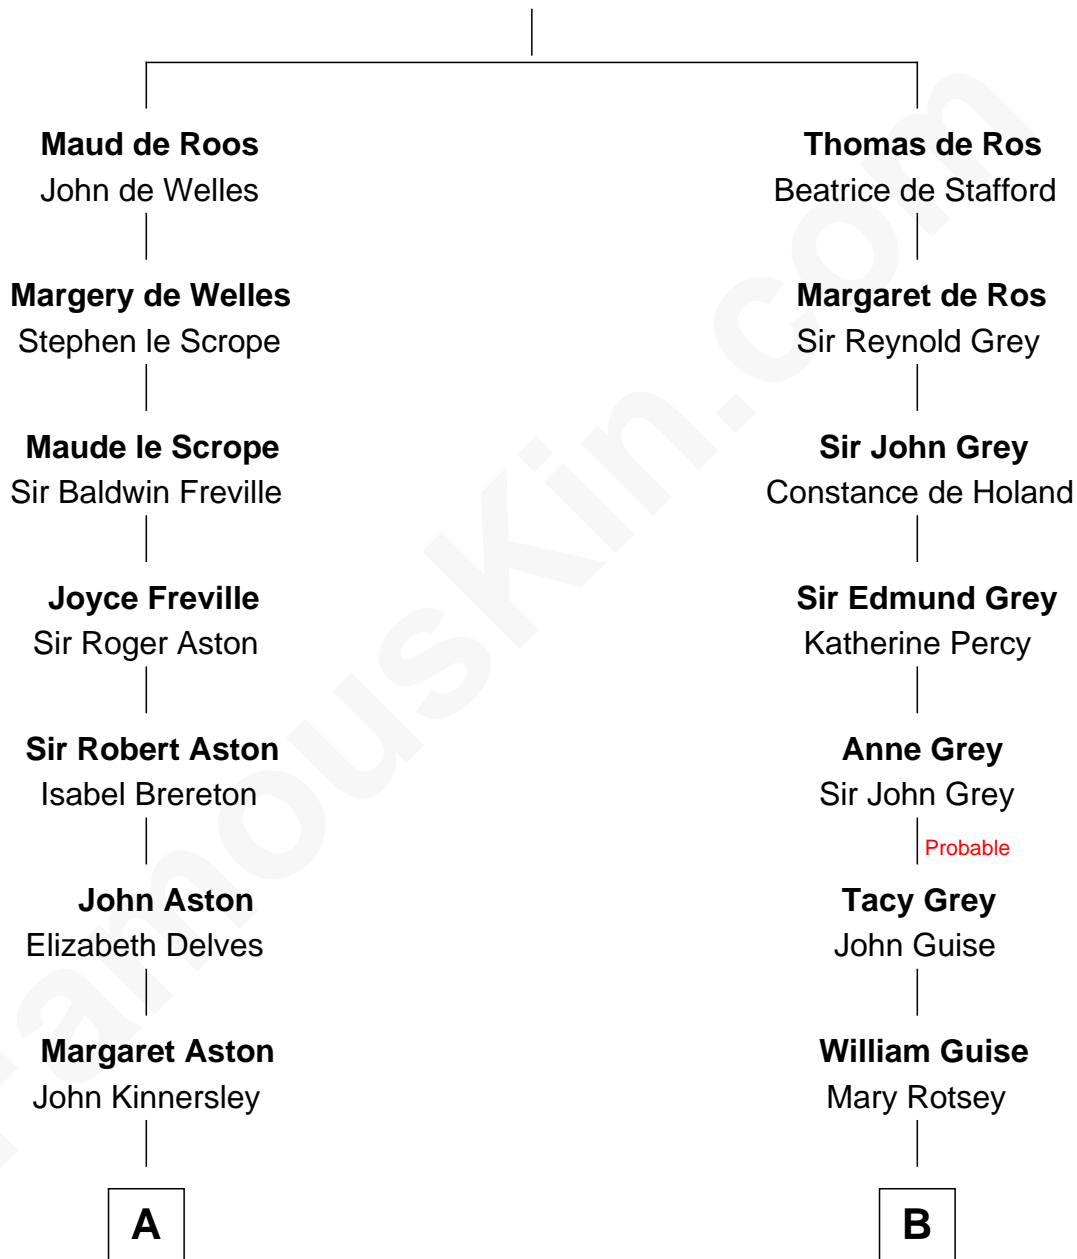 Maud de Roos
John de Welles
Margery de Welles
Stephen le Scrope
Maude le Scrope
Sir Baldwin Freville
Joyce Freville
Sir Roger Aston
Sir Robert Aston
Isabel Brereton
John Aston
Elizabeth Delves
Margaret Aston
John Kinnersley
A
Thomas de Ros
Beatrice de Stafford
Margaret de Ros
Sir Reynold Grey
Sir John Grey
Constance de Holand
Sir Edmund Grey
Katherine Percy
Anne Grey
Sir John Grey
Probable
Tacy Grey
John Guise
William Guise
Mary Rotsey
B
FamousKin.com